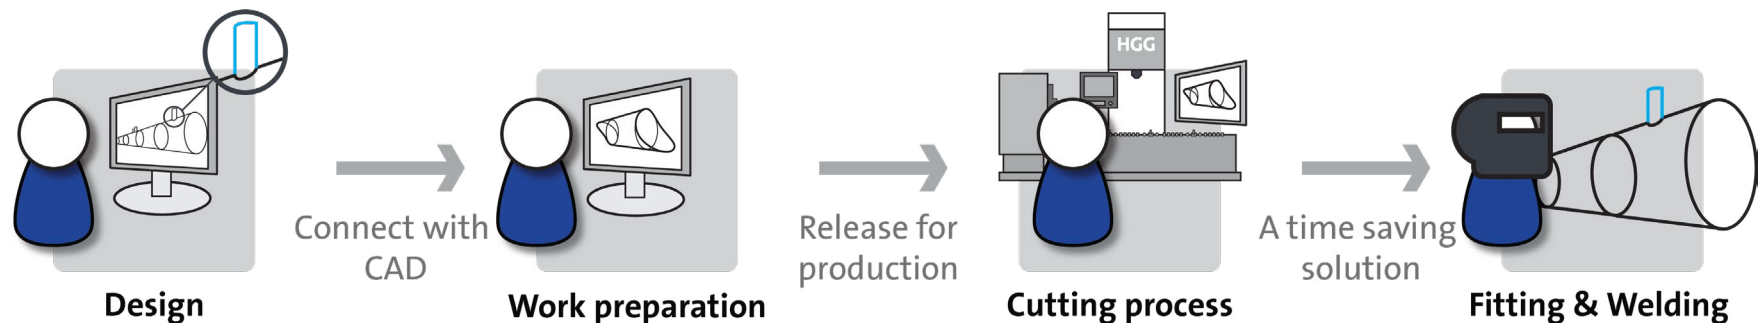 HGG
Connect with
CAD
Release for
production
A time saving
solution
Design
Work preparation
Cutting process
Fitting & Welding